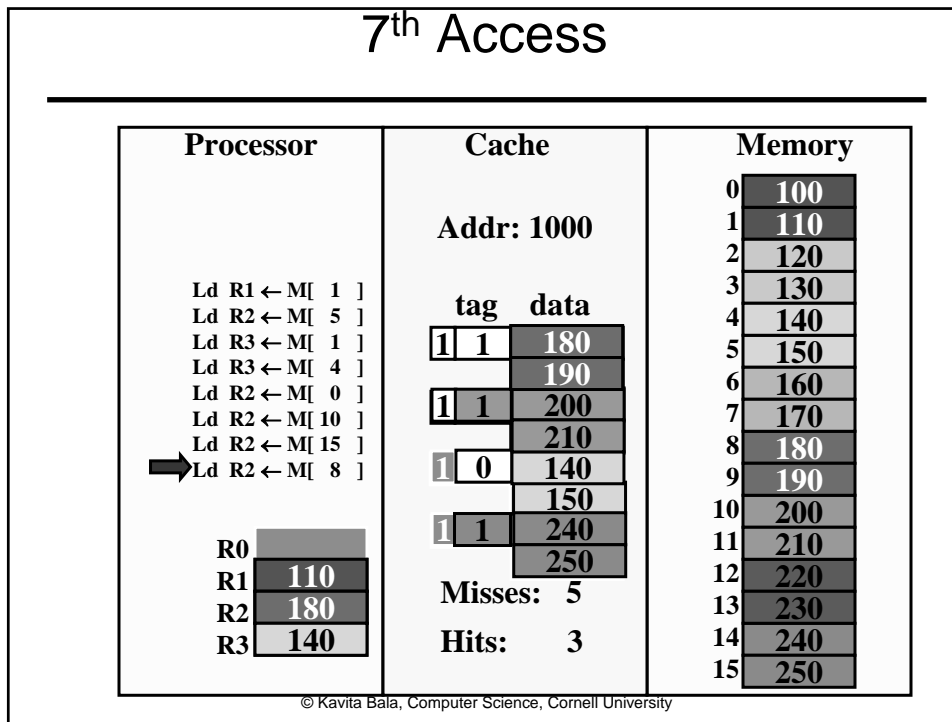 7th Access
Processor
Cache
Memory
Addr: 1000
Ld R1 ← M[ 1 ]
Ld R2 ← M[ 5 ]
Ld R3 ← M[ 1 ]
Ld R3 ← M[ 4 ]
Ld R2 ← M[ 0 ]
Ld R2 ← M[ 10 ]
Ld R2 ← M[ 15 ]
Ld R2 ← M[ 8 ]
R0
R1 110
R2 180
R3 140
tag data
1 1 180
190
1 1 200
210
1 0 140
150
1 1 240
250
Misses: 5
Hits: 3
0 100
1 110
2 120
3 130
4 140
5 150
6 160
7 170
8 180
9 190
10 200
11 210
12 220
13 230
14 240
15 250
© Kavita Bala, Computer Science, Cornell University